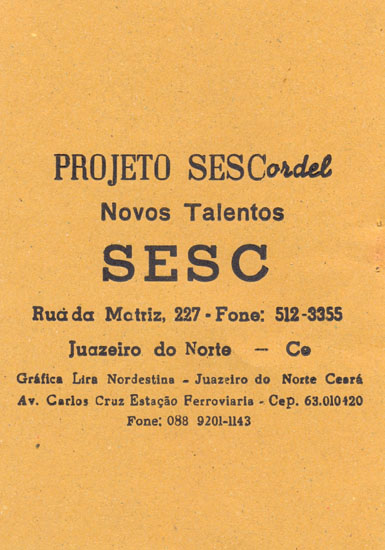 PROJETO SESCordel
Novos Talentos
SESC
Rua da Matriz, 227 - Fone: 512-3355
Juazeiro do Norte — Ce
Gráfica Lira Nordestina - Juazeiro do Norte Ceará
Av. Carlos Cruz Estação Ferroviaria - Cep. 63.010420
Fone: 088 9201-1143